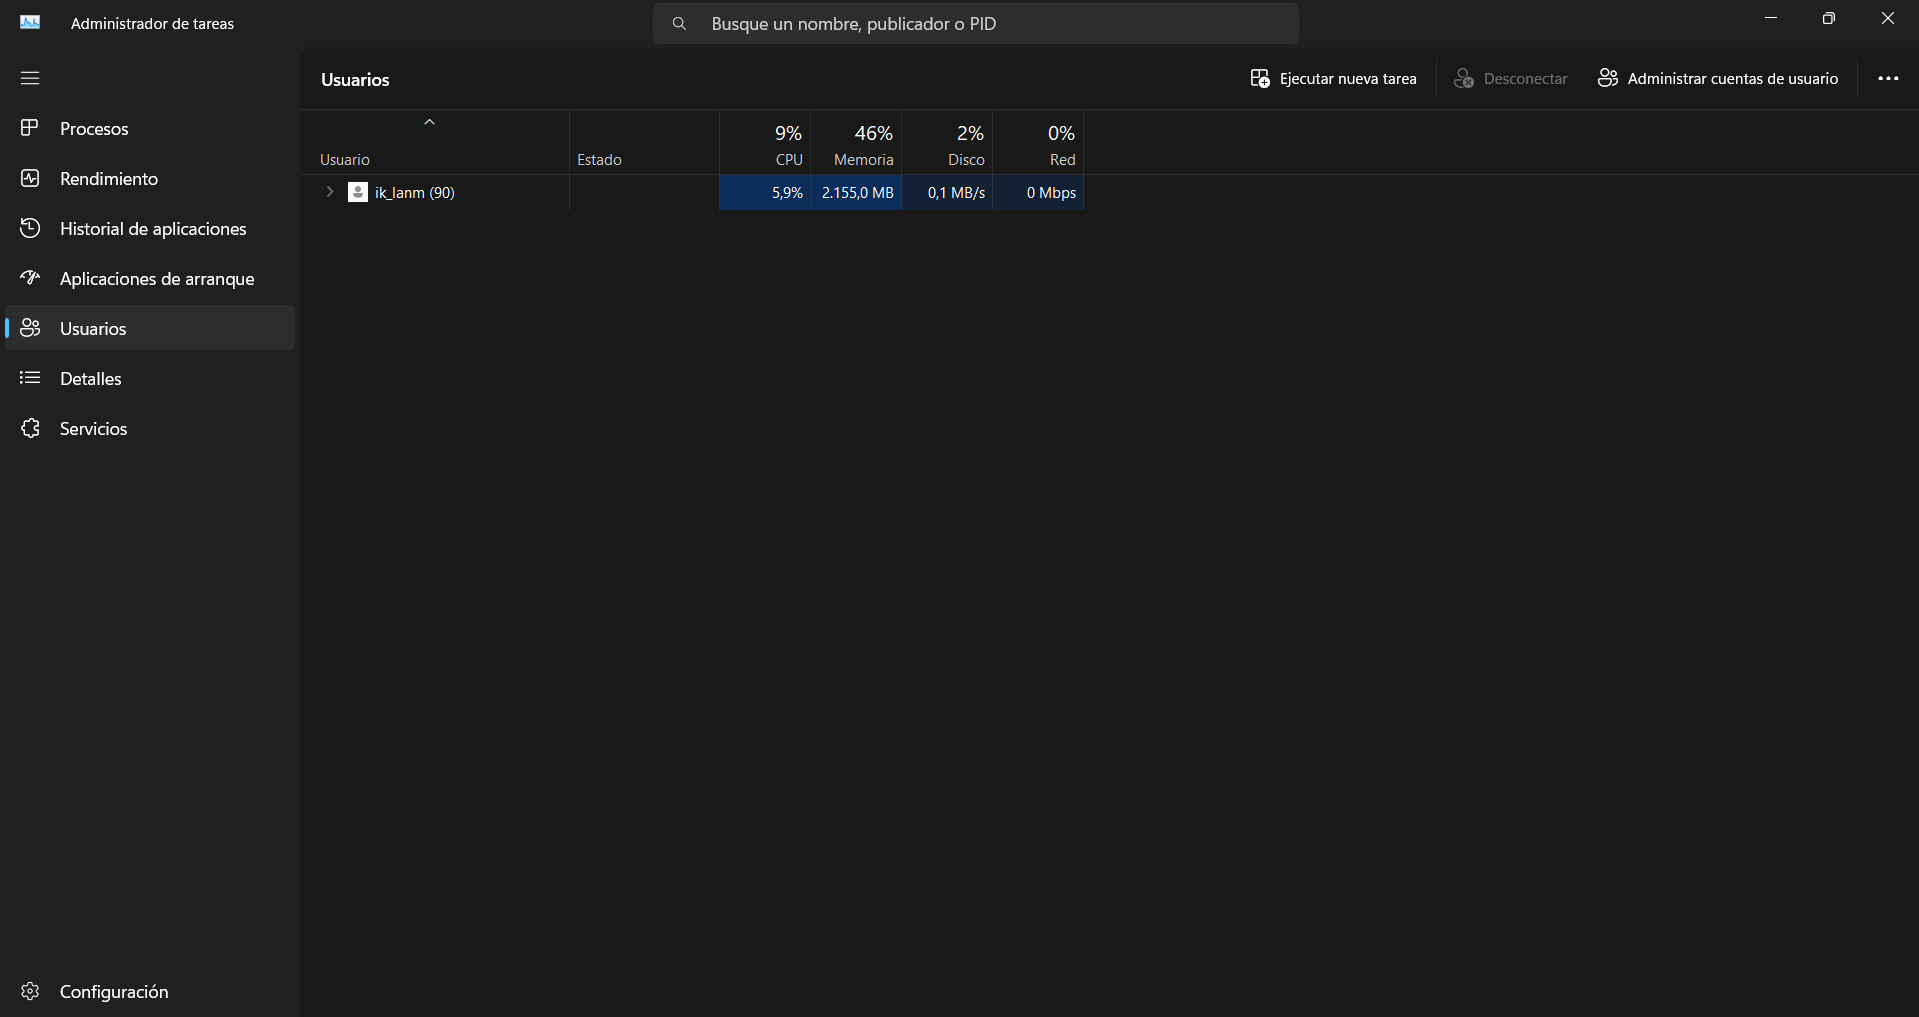 Administrador de tareas
Busque un nombre, publicador o PID
Usuarios
Ejecutar nueva tarea
Desconectar
Administrar cuentas de usuario
Procesos
Rendimiento
Historial de aplicaciones
Aplicaciones de arranque
Usuarios
Detalles
Servicios
Configuración
9% 46% 2% 0%
Usuario Estado CPU Memoria Disco Red
ik_lanm (90) 5,9% 2.155,0 MB 0,1 MB/s 0 Mbps